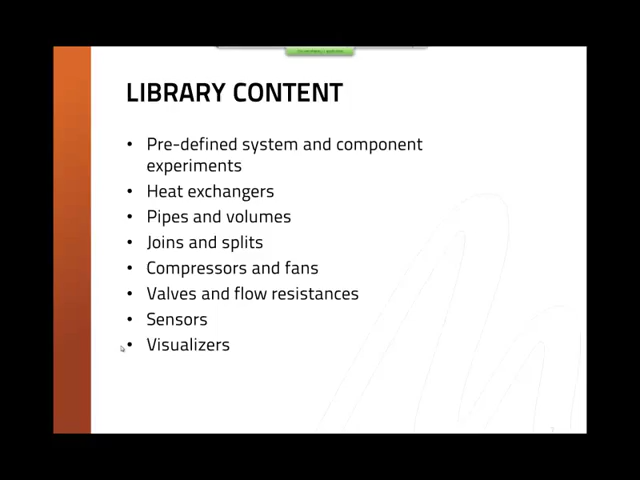 LIBRARY CONTENT
• Pre-defined system and component
experiments
• Heat exchangers
• Pipes and volumes
• Joins and splits
• Compressors and fans
• Valves and flow resistances
• Sensors
• Visualizers